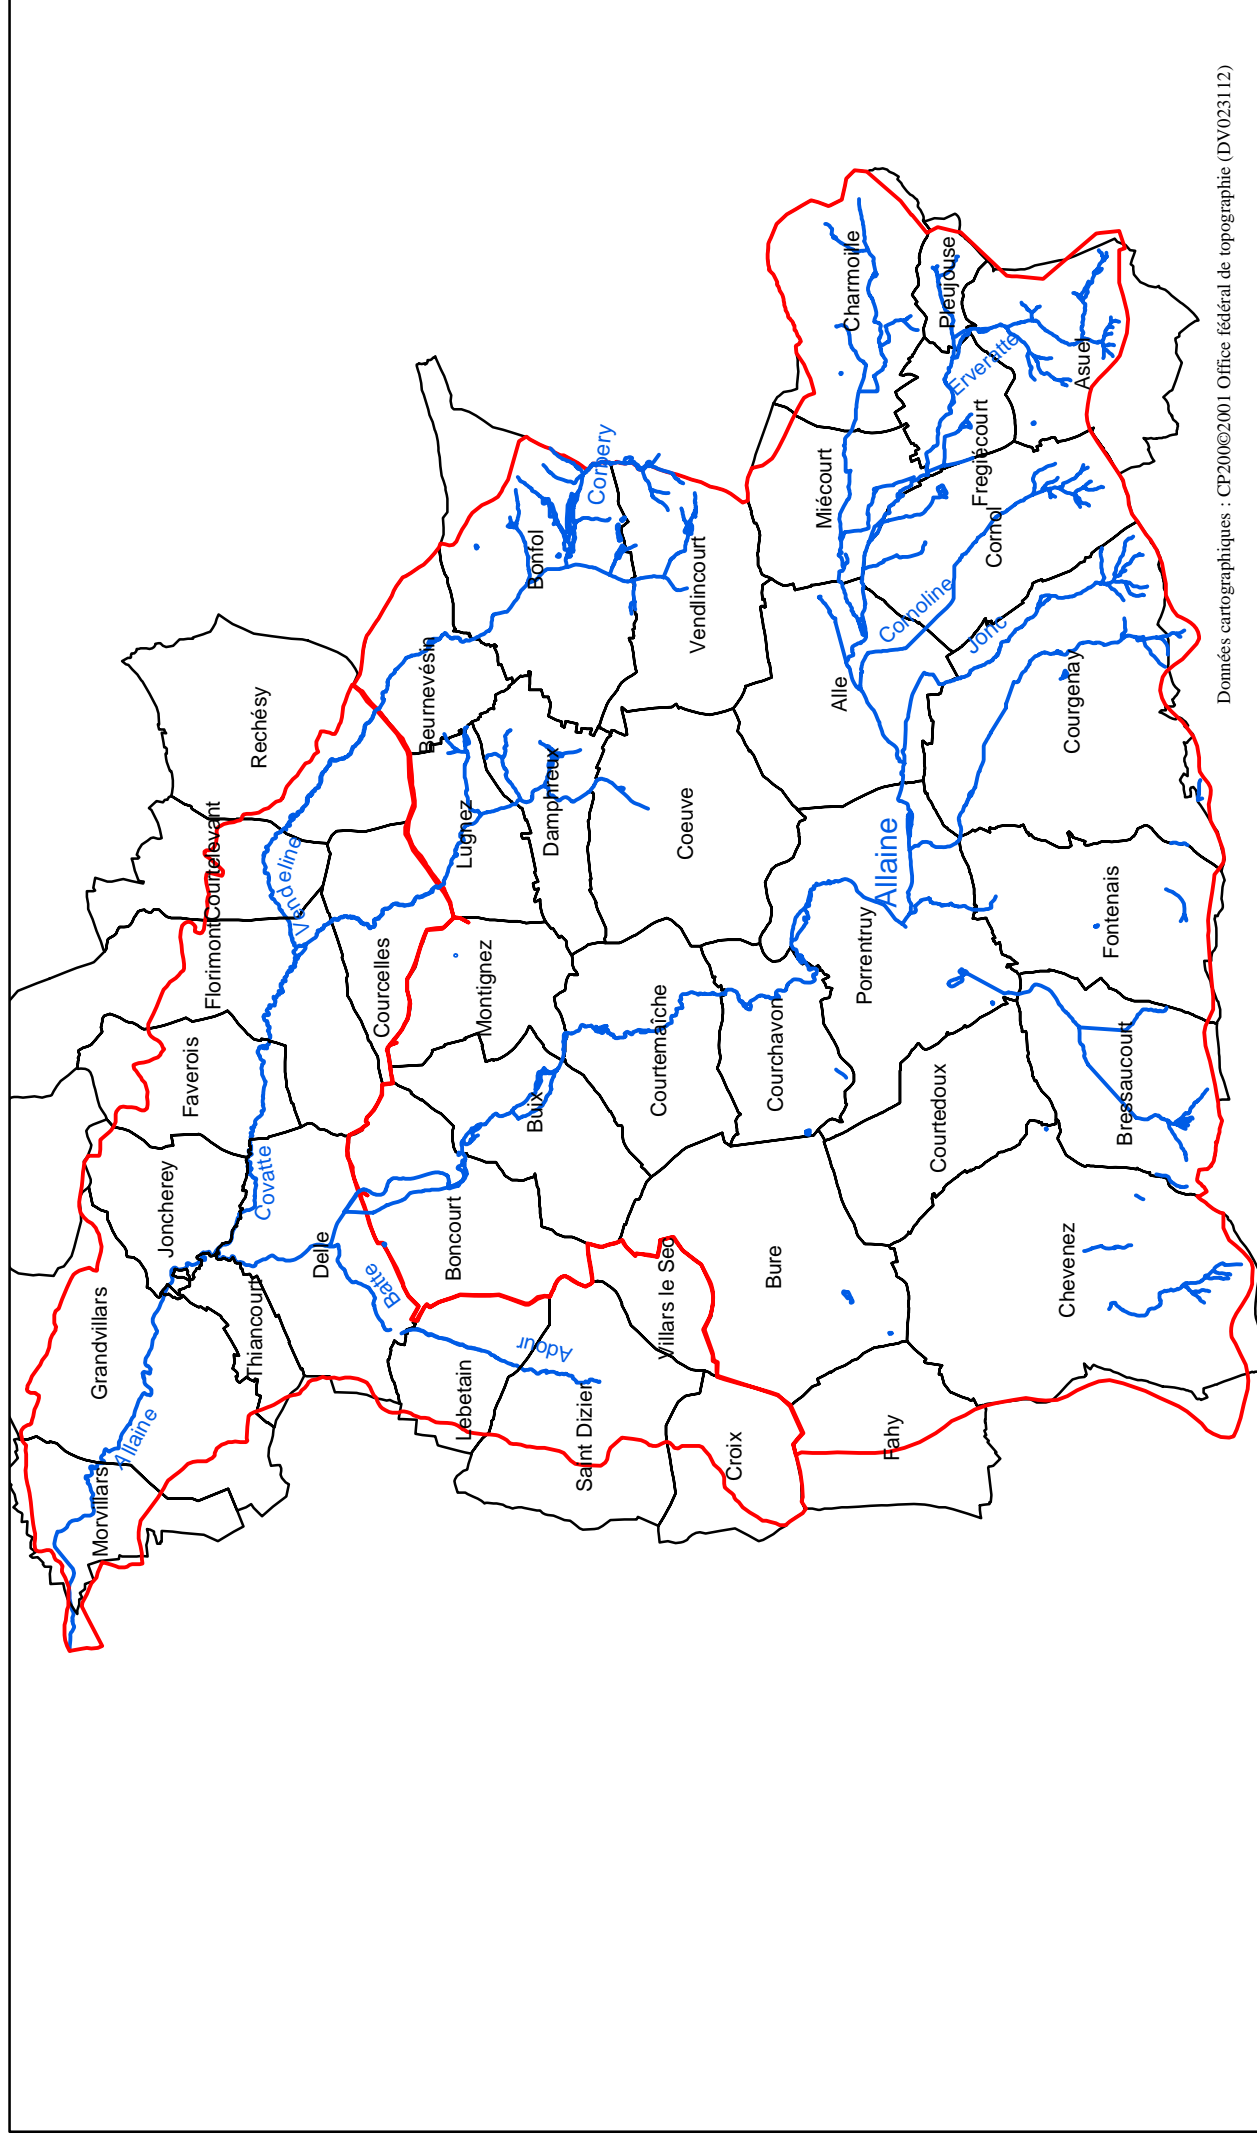 Morvillars
Allaine
Grandvillars
Thiancourt
Joncherey
Delle
Covatte
Batte
Faverois
Florimont
Courtelevant
Rechésy
Vendeline
Courcelles
Lebetain
Boncourt
Montignez
Lugnez
Beurnevésin
Saint Dizier
Adour
Buix
Damphreux
Bonfol
Corbery
Croix
Villars le Sec
Courtemaîche
Coeuve
Vendlincourt
Bure
Courchavon
Fahy
Porrentruy
Allaine
Alle
Miécourt
Charmoille
Courtedoux
Cornoline
Jonc
Cornol
Fregiécourt
Erveratte
Pleujouse
Chevenez
Bressaucourt
Fontenais
Courgenay
Asuel
Données cartographiques : CP200©2001 Office fédéral de topographie (DV023112)